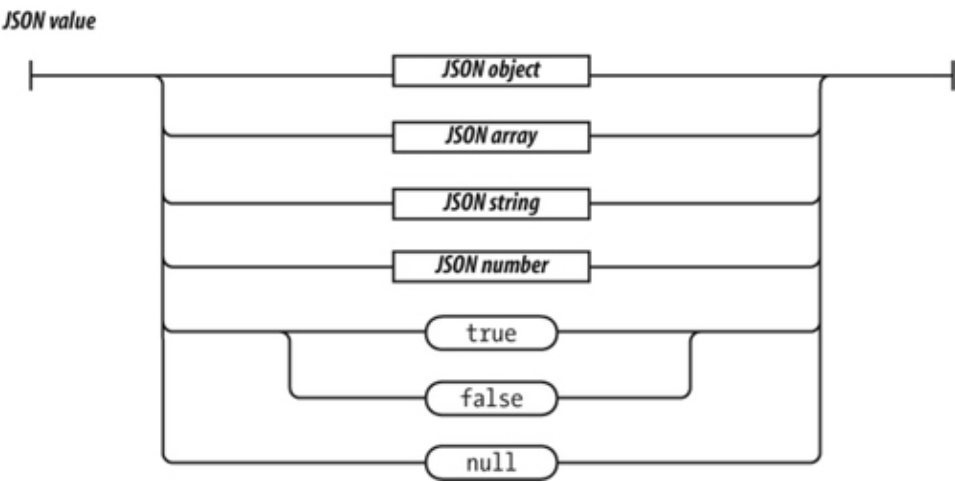 JSON value
JSON object
JSON array
JSON string
JSON number
true
false
null